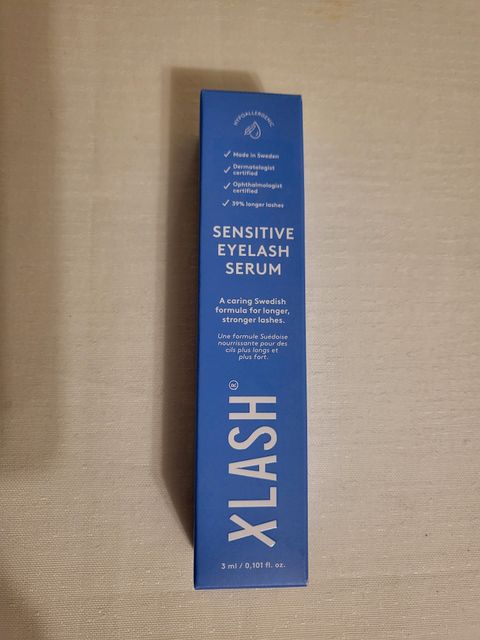 HYPOALLERGENIC
✓ Made in Sweden
✓ Dermatologist
certified
✓ Ophthalmologist
certified
✓ 39% longer lashes
SENSITIVE
EYELASH
SERUM
A caring Swedish
formula for longer,
stronger lashes.
Une formule Suédoise
nourrissante pour des
cils plus longs et
plus fort.
XLASH
3 ml / 0,101 fl. oz.